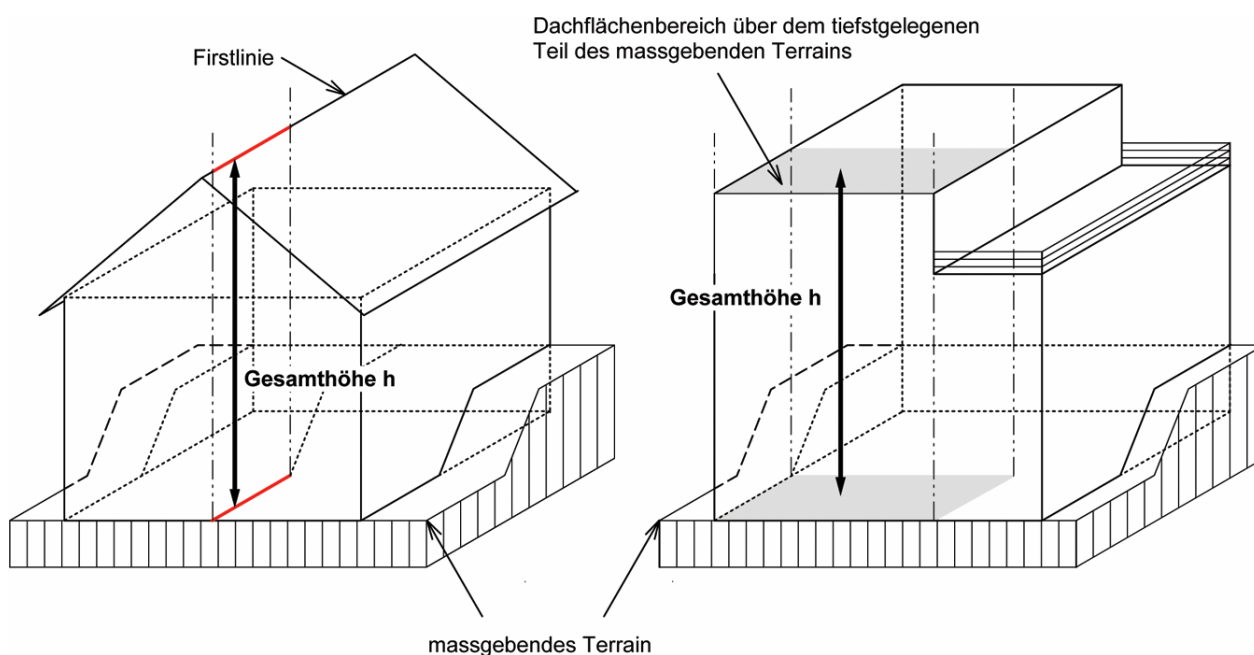 Dachflächenbereich über dem tiefstgelegenen
Teil des massgebenden Terrains
Firstlinie
Gesamthöhe h
Gesamthöhe h
massgebendes Terrain